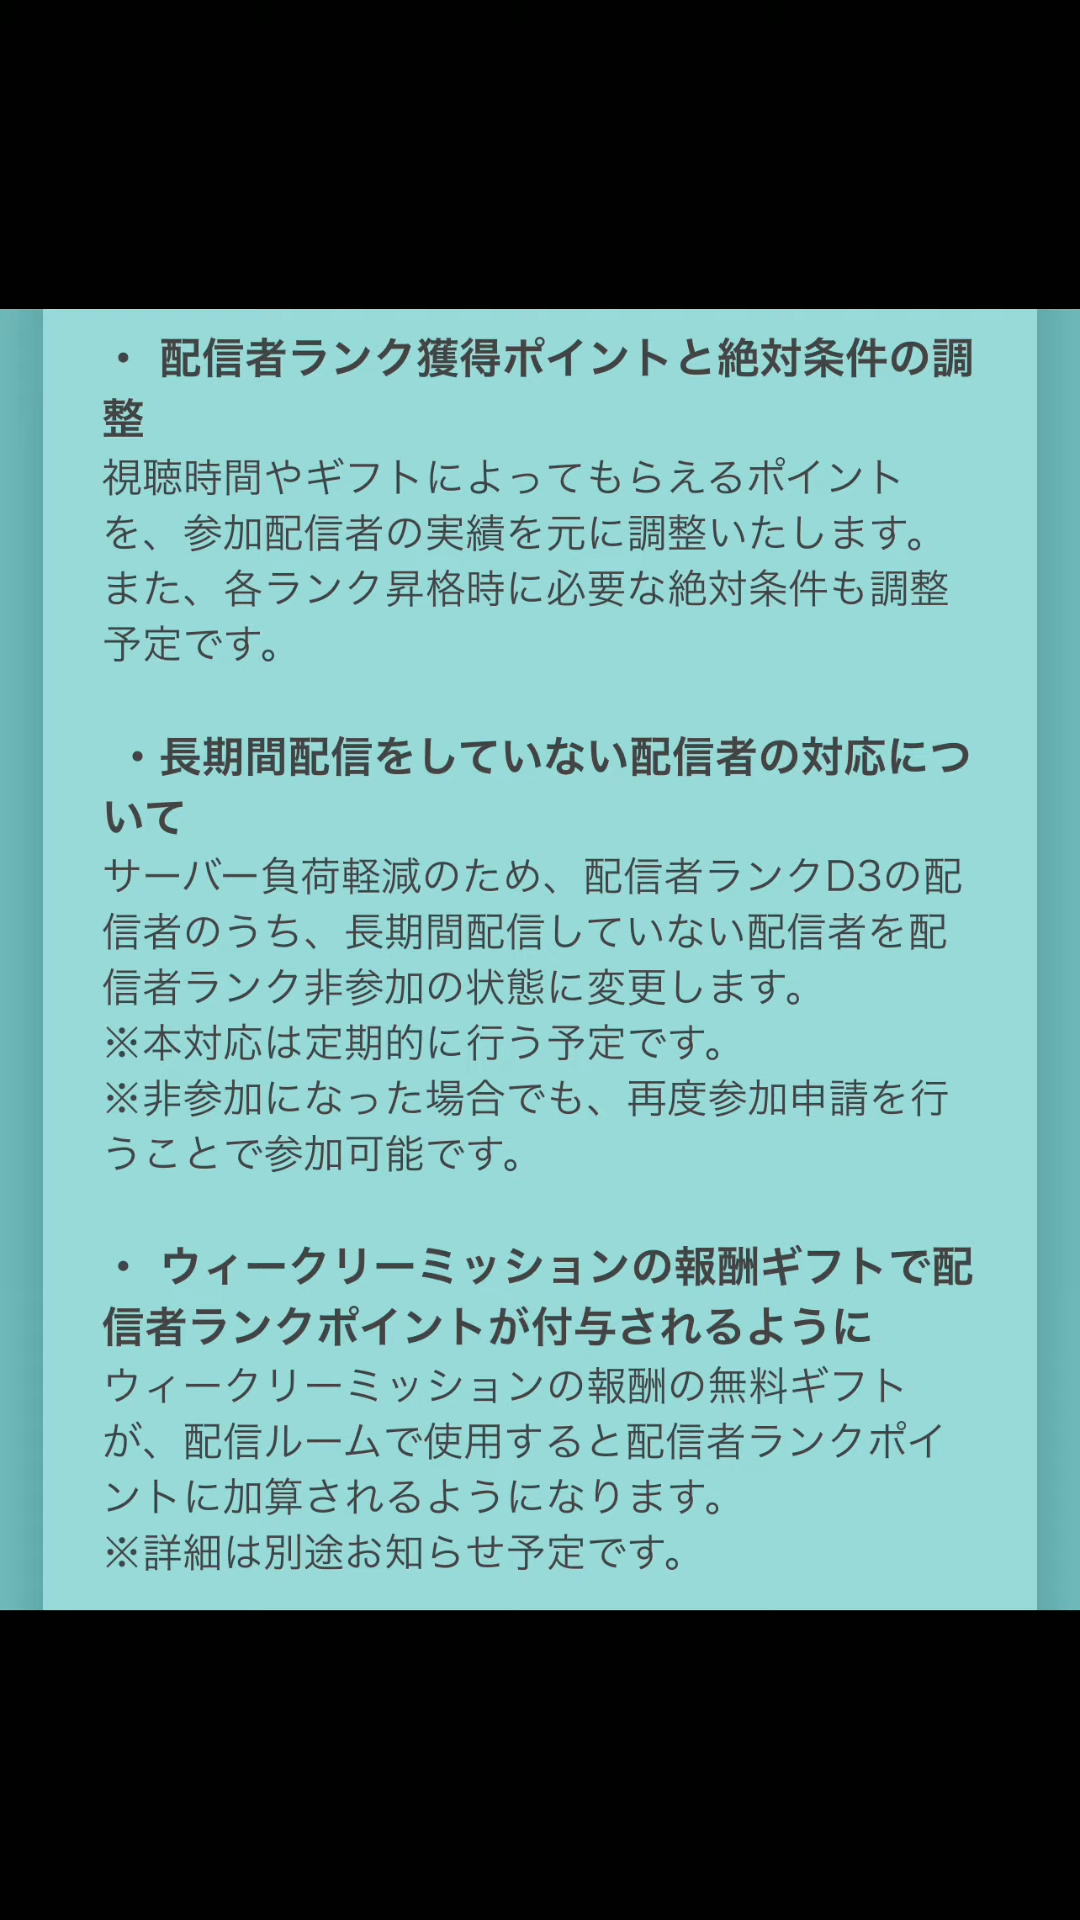 ・ 配信者ランク獲得ポイントと絶対条件の調
整
視聴時間やギフトによってもらえるポイント
を、参加配信者の実績を元に調整いたします。
また、各ランク昇格時に必要な絶対条件も調整
予定です。
・長期間配信をしていない配信者の対応につ
いて
サーバー負荷軽減のため、配信者ランクD3の配
信者のうち、長期間配信していない配信者を配
信者ランク非参加の状態に変更します。
※本対応は定期的に行う予定です。
※非参加になった場合でも、再度参加申請を行
うことで参加可能です。
・ ウィークリーミッションの報酬ギフトで配
信者ランクポイントが付与されるように
ウィークリーミッションの報酬の無料ギフト
が、配信ルームで使用すると配信者ランクポイ
ントに加算されるようになります。
※詳細は別途お知らせ予定です。